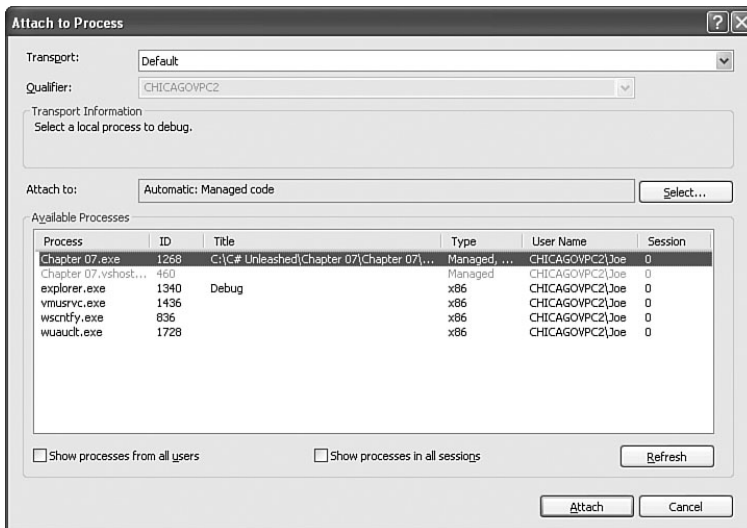 Attach to Process
Transport: Default
Qualifier: CHICAGOVPC2
Transport Information
Select a local process to debug.
Attach to: Automatic: Managed code Select...
Available Processes
Process ID Title Type User Name Session
Chapter 07.exe 1268 C:\C# Unleashed\Chapter 07\Chapter 07\... Managed, ... CHICAGOVPC2\Joe 0
Chapter 07.vshost... 460 Managed CHICAGOVPC2\Joe 0
explorer.exe 1340 Debug x86 CHICAGOVPC2\Joe 0
vmusrvc.exe 1436 x86 CHICAGOVPC2\Joe 0
wscntfy.exe 836 x86 CHICAGOVPC2\Joe 0
wuauclt.exe 1728 x86 CHICAGOVPC2\Joe 0
Show processes from all users Show processes in all sessions Refresh
Attach Cancel